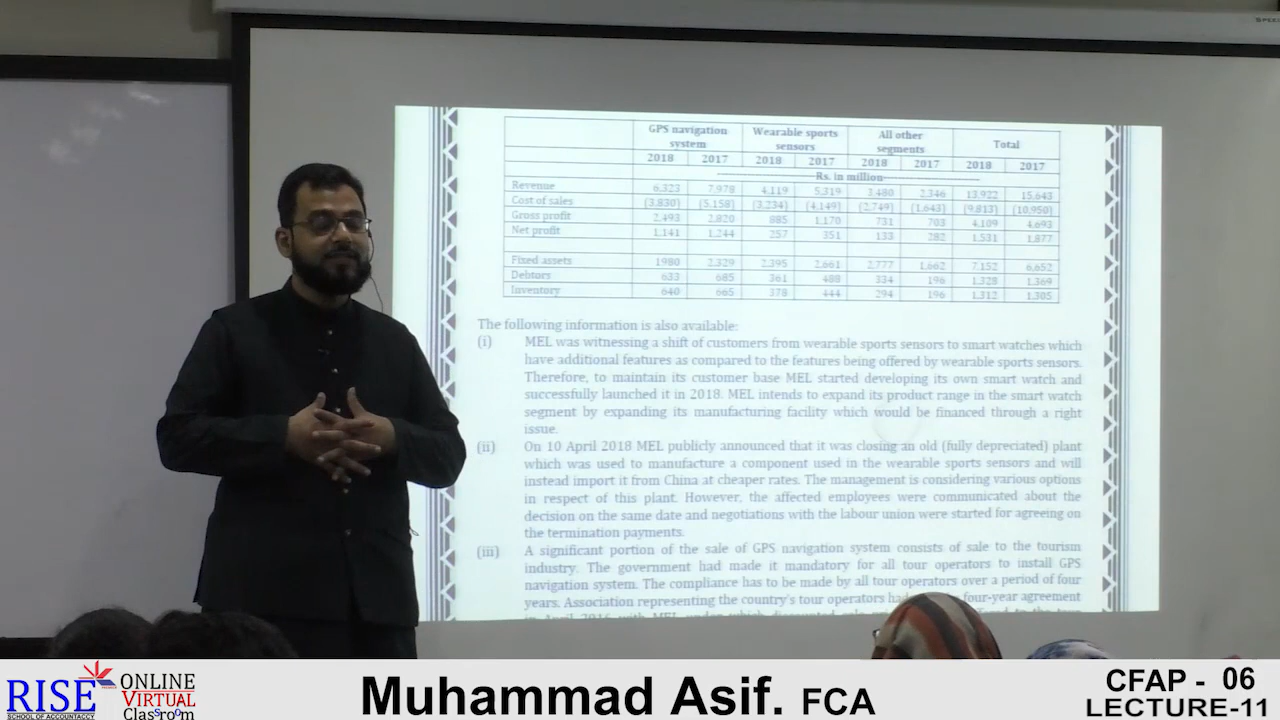 GPS navigation system Wearable sports sensors All other segments Total
2018 2017 2018 2017 2018 2017 2018 2017
Rs. in million
Revenue 6,323 7,978 4,119 5,319 3,480 2,346 13,922 15,643
Cost of sales (3,830) (5,158) (3,234) (4,149) (2,749) (1,643) (9,813) (10,950)
Gross profit 2,493 2,820 885 1,170 731 703 4,109 4,693
Net profit 1,141 1,244 257 351 133 282 1,531 1,877
Fixed assets 1980 2,329 2,395 2,661 2,777 1,662 7,152 6,652
Debtors 633 685 361 488 334 196 1,328 1,369
Inventory 640 665 378 444 294 196 1,312 1,305
The following information is also available:
(i) MEL was witnessing a shift of customers from wearable sports sensors to smart watches which
have additional features as compared to the features being offered by wearable sports sensors.
Therefore, to maintain its customer base MEL started developing its own smart watch and
successfully launched it in 2018. MEL intends to expand its product range in the smart watch
segment by expanding its manufacturing facility which would be financed through a right
issue.
(ii) On 10 April 2018 MEL publicly announced that it was closing an old (fully depreciated) plant
which was used to manufacture a component used in the wearable sports sensors and will
instead import it from China at cheaper rates. The management is considering various options
in respect of this plant. However, the affected employees were communicated about the
decision on the same date and negotiations with the labour union were started for agreeing on
the termination payments.
(iii) A significant portion of the sale of GPS navigation system consists of sale to the tourism
industry. The government had made it mandatory for all tour operators to install GPS
navigation system. The compliance has to be made by all tour operators over a period of four
years. Association representing the country's tour operators four-year agreement
RISE
SCHOOL OF ACCOUNTACCY
ONLINE
VIRTUAL
Classroom
Muhammad Asif. FCA
CFAP - 06
LECTURE-11